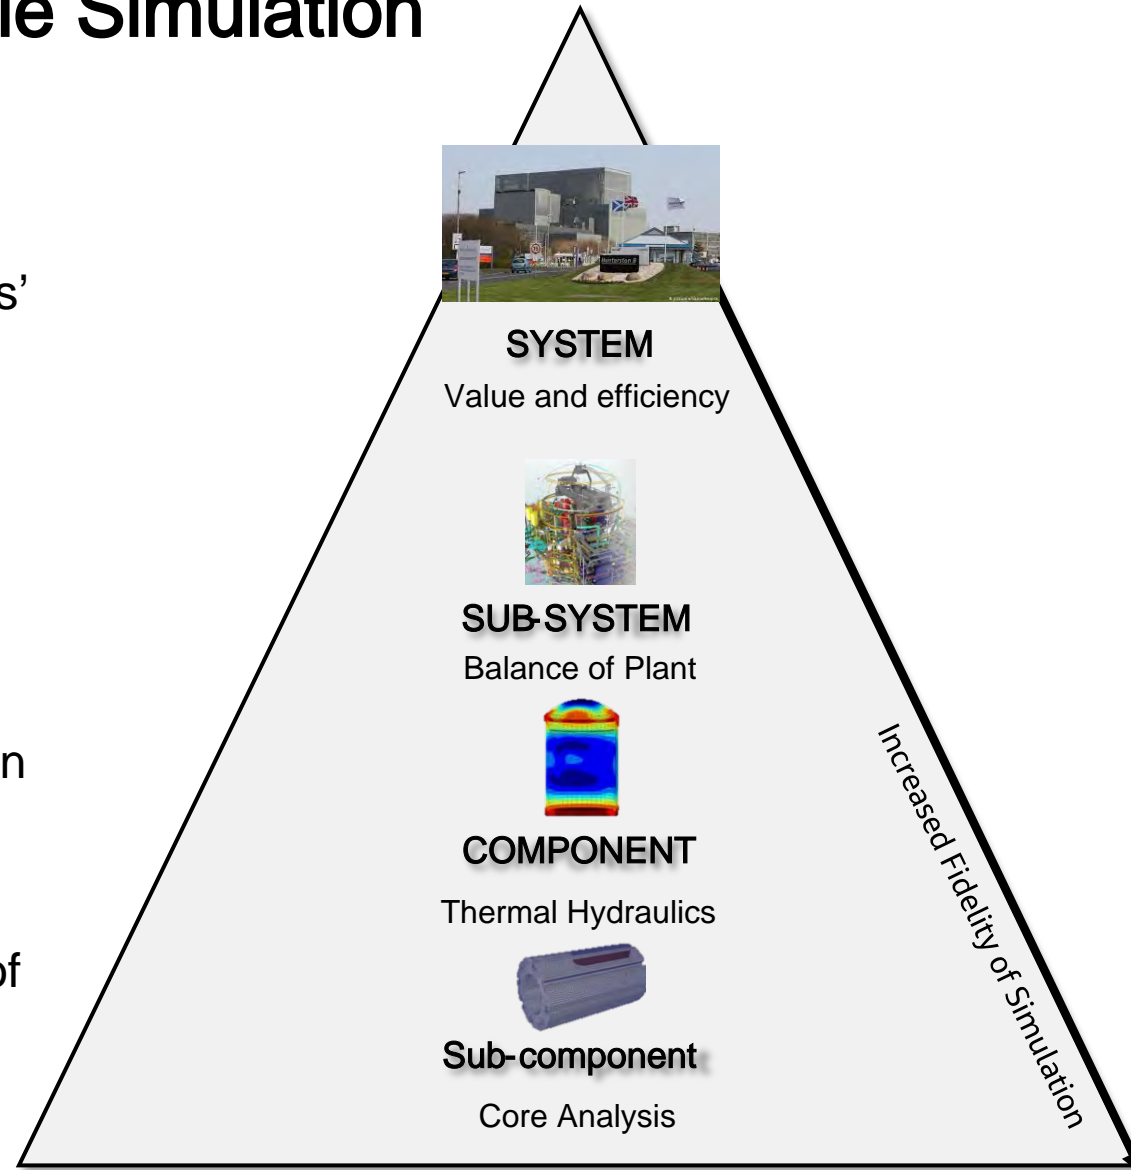 le Simulation
s’
Hunterston B
SYSTEM
Value and efficiency
SUB-SYSTEM
Balance of Plant
n
COMPONENT
Thermal Hydraulics
of
Sub-component
Core Analysis
Increased Fidelity of Simulation